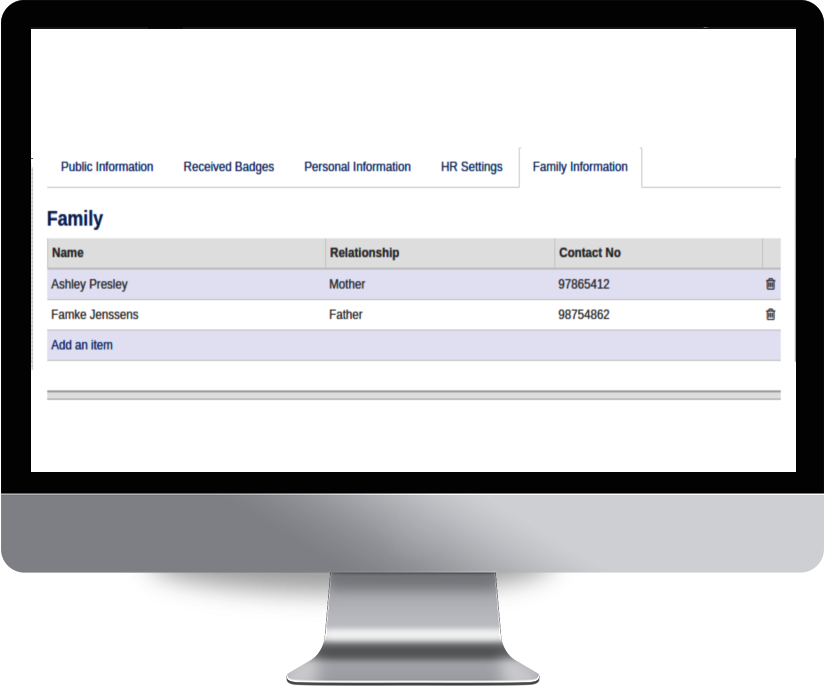 Public Information Received Badges Personal Information HR Settings Family Information
Family
Name Relationship Contact No
Ashley Presley Mother 97865412
Famke Jenssens Father 98754862
Add an item